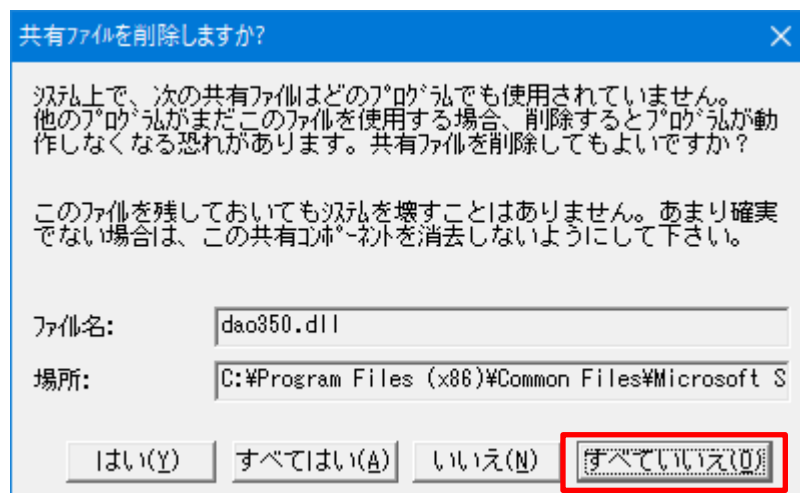 共有ﾌｧｲﾙを削除しますか?
ｼｽﾃﾑ上で、次の共有ﾌｧｲﾙはどのﾌﾟﾛｸﾞﾗﾑでも使用されていません。
他のﾌﾟﾛｸﾞﾗﾑがまだこのﾌｧｲﾙを使用する場合、削除するとﾌﾟﾛｸﾞﾗﾑが動
作しなくなる恐れがあります。共有ﾌｧｲﾙを削除してもよいですか？
このﾌｧｲﾙを残しておいてもｼｽﾃﾑを壊すことはありません。あまり確実
でない場合は、この共有ｺﾝﾎﾟｰﾈﾝﾄを消去しないようにして下さい。
ﾌｧｲﾙ名: dao350.dll
場所: C:¥Program Files (x86)¥Common Files¥Microsoft S
はい(Y) すべてはい(A) いいえ(N) すべていいえ(O)